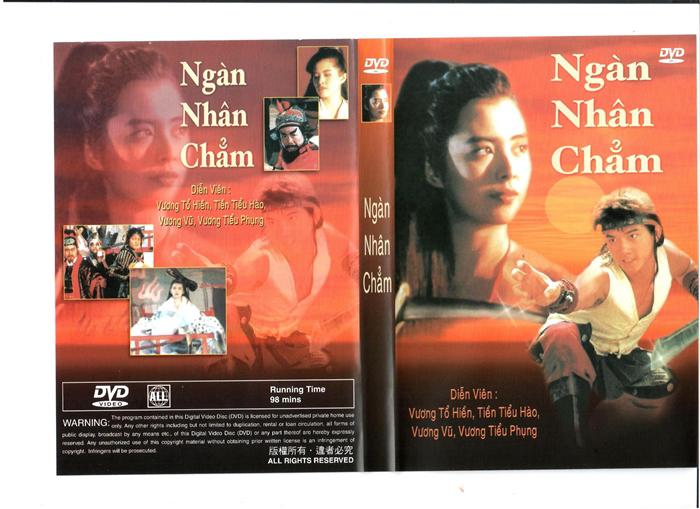 Ngàn
Nhân
Chẳm
Diễn Viên :
Vương Tổ Hiền, Tiền Tiểu Hào,
Vương Vũ, Vương Tiểu Phụng
DVD
VIDEO
ALL
Running Time
98 mins
WARNING: The program contained in this Digital Video Disc (DVD) is licensed for unadvertised private home use
only. Any other rights including but not limited to duplication, rental or loan circulation, all forms of
public display, broadcast by any means etc., of this Digital Video Disc (DVD) or any part thereof are hereby expressly
reserved. Any unauthorized use of this copyright material without obtaining prior written license is an infringement of
copyright. Infringers will be prosecuted.
版權所有・違者必究
ALL RIGHTS RESERVED
DVD
Ngàn
Nhân
Chẳm
DVD
Ngàn
Nhân
Chẳm
Diễn Viên :
Vương Tổ Hiền, Tiền Tiểu Hào,
Vương Vũ, Vương Tiểu Phụng